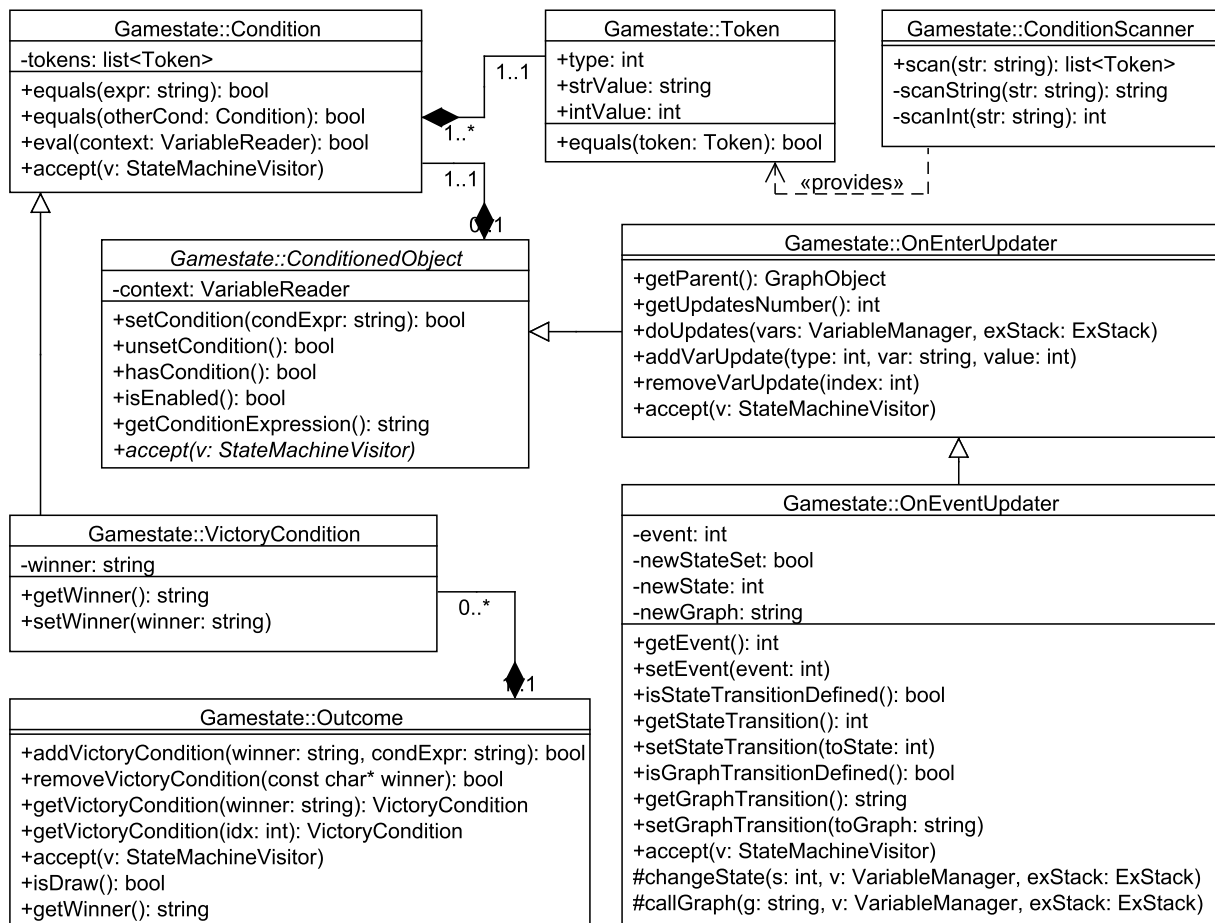 Gamestate::Condition
-tokens: list<Token>
+equals(expr: string): bool
+equals(otherCond: Condition): bool
+eval(context: VariableReader): bool
+accept(v: StateMachineVisitor)
1..1
1..*
Gamestate::Token
+type: int
+strValue: string
+intValue: int
+equals(token: Token): bool
Gamestate::ConditionScanner
+scan(str: string): list<Token>
-scanString(str: string): string
-scanInt(str: string): int
«provides»
1..1
0..1
Gamestate::ConditionedObject
-context: VariableReader
+setCondition(condExpr: string): bool
+unsetCondition(): bool
+hasCondition(): bool
+isEnabled(): bool
+getConditionExpression(): string
+accept(v: StateMachineVisitor)
Gamestate::OnEnterUpdater
+getParent(): GraphObject
+getUpdatesNumber(): int
+doUpdates(vars: VariableManager, exStack: ExStack)
+addVarUpdate(type: int, var: string, value: int)
+removeVarUpdate(index: int)
+accept(v: StateMachineVisitor)
Gamestate::VictoryCondition
-winner: string
+getWinner(): string
+setWinner(winner: string)
0..*
1..1
Gamestate::Outcome
+addVictoryCondition(winner: string, condExpr: string): bool
+removeVictoryCondition(const char* winner): bool
+getVictoryCondition(winner: string): VictoryCondition
+getVictoryCondition(idx: int): VictoryCondition
+accept(v: StateMachineVisitor)
+isDraw(): bool
+getWinner(): string
Gamestate::OnEventUpdater
-event: int
-newStateSet: bool
-newState: int
-newGraph: string
+getEvent(): int
+setEvent(event: int)
+isStateTransitionDefined(): bool
+getStateTransition(): int
+setStateTransition(toState: int)
+isGraphTransitionDefined(): bool
+getGraphTransition(): string
+setGraphTransition(toGraph: string)
+accept(v: StateMachineVisitor)
#changeState(s: int, v: VariableManager, exStack: ExStack)
#callGraph(g: string, v: VariableManager, exStack: ExStack)